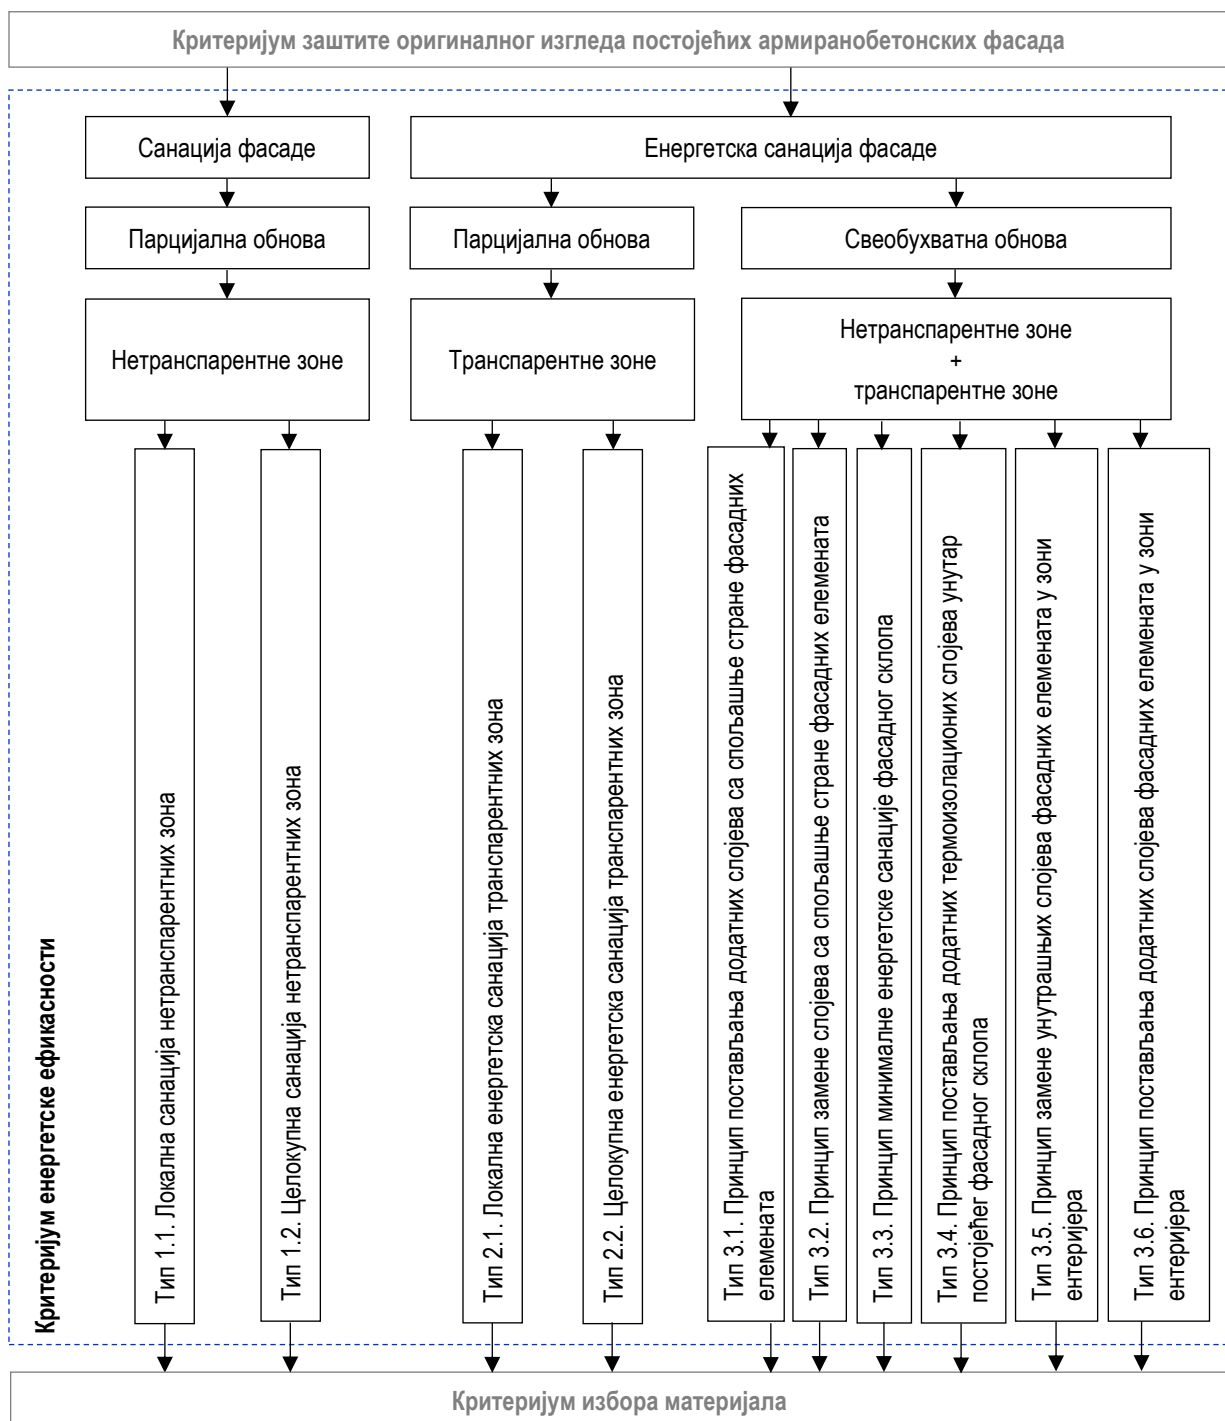 Критеријум заштите оригиналног изгледа постојећих армиранобетонских фасада
Санација фасаде
Енергетска санација фасаде
Парцијална обнова
Парцијална обнова
Свеобухватна обнова
Нетранспарентне зоне
Транспарентне зоне
Нетранспарентне зоне
+
транспарентне зоне
Критеријум енергетске ефикасности
Тип 1.1. Локална санација нетранспарентних зона
Тип 1.2. Целокупна санација нетранспарентних зона
Тип 2.1. Локална енергетска санација транспарентних зона
Тип 2.2. Целокупна енергетска санација транспарентних зона
Тип 3.1. Принцип постављања додатних слојева са спољашње стране фасадних
елемената
Тип 3.2. Принцип замене слојева са спољашње стране фасадних елемената
Тип 3.3. Принцип минималне енергетске санације фасадног склопа
Тип 3.4. Принцип постављања додатних термоизолационих слојева унутар
постојећег фасадног склопа
Тип 3.5. Принцип замене унутрашњих слојева фасадних елемената у зони
ентеријера
Тип 3.6. Принцип постављања додатних слојева фасадних елемената у зони
ентеријера
Критеријум избора материјала